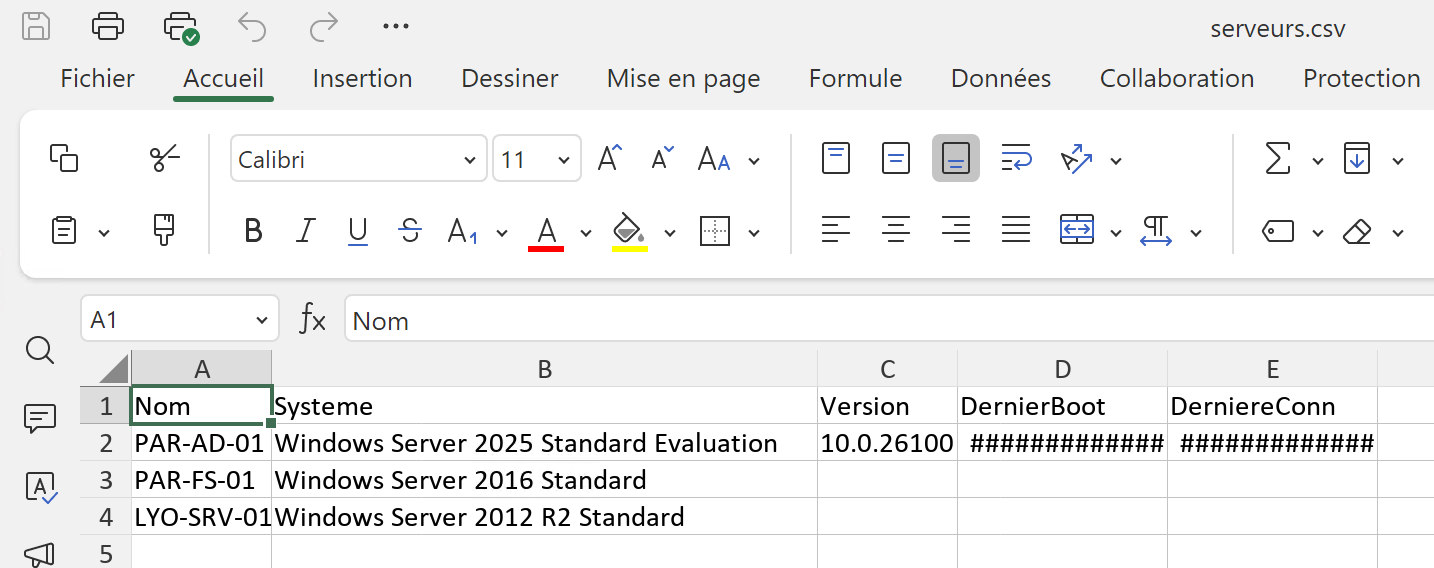 serveurs.csv
Fichier Accueil Insertion Dessiner Mise en page Formule Données Collaboration Protection
Calibri 11
A1 Nom
A B C D E
1 Nom Systeme Version DernierBoot DerniereConn
2 PAR-AD-01 Windows Server 2025 Standard Evaluation 10.0.26100 ############# #############
3 PAR-FS-01 Windows Server 2016 Standard
4 LYO-SRV-01 Windows Server 2012 R2 Standard
5